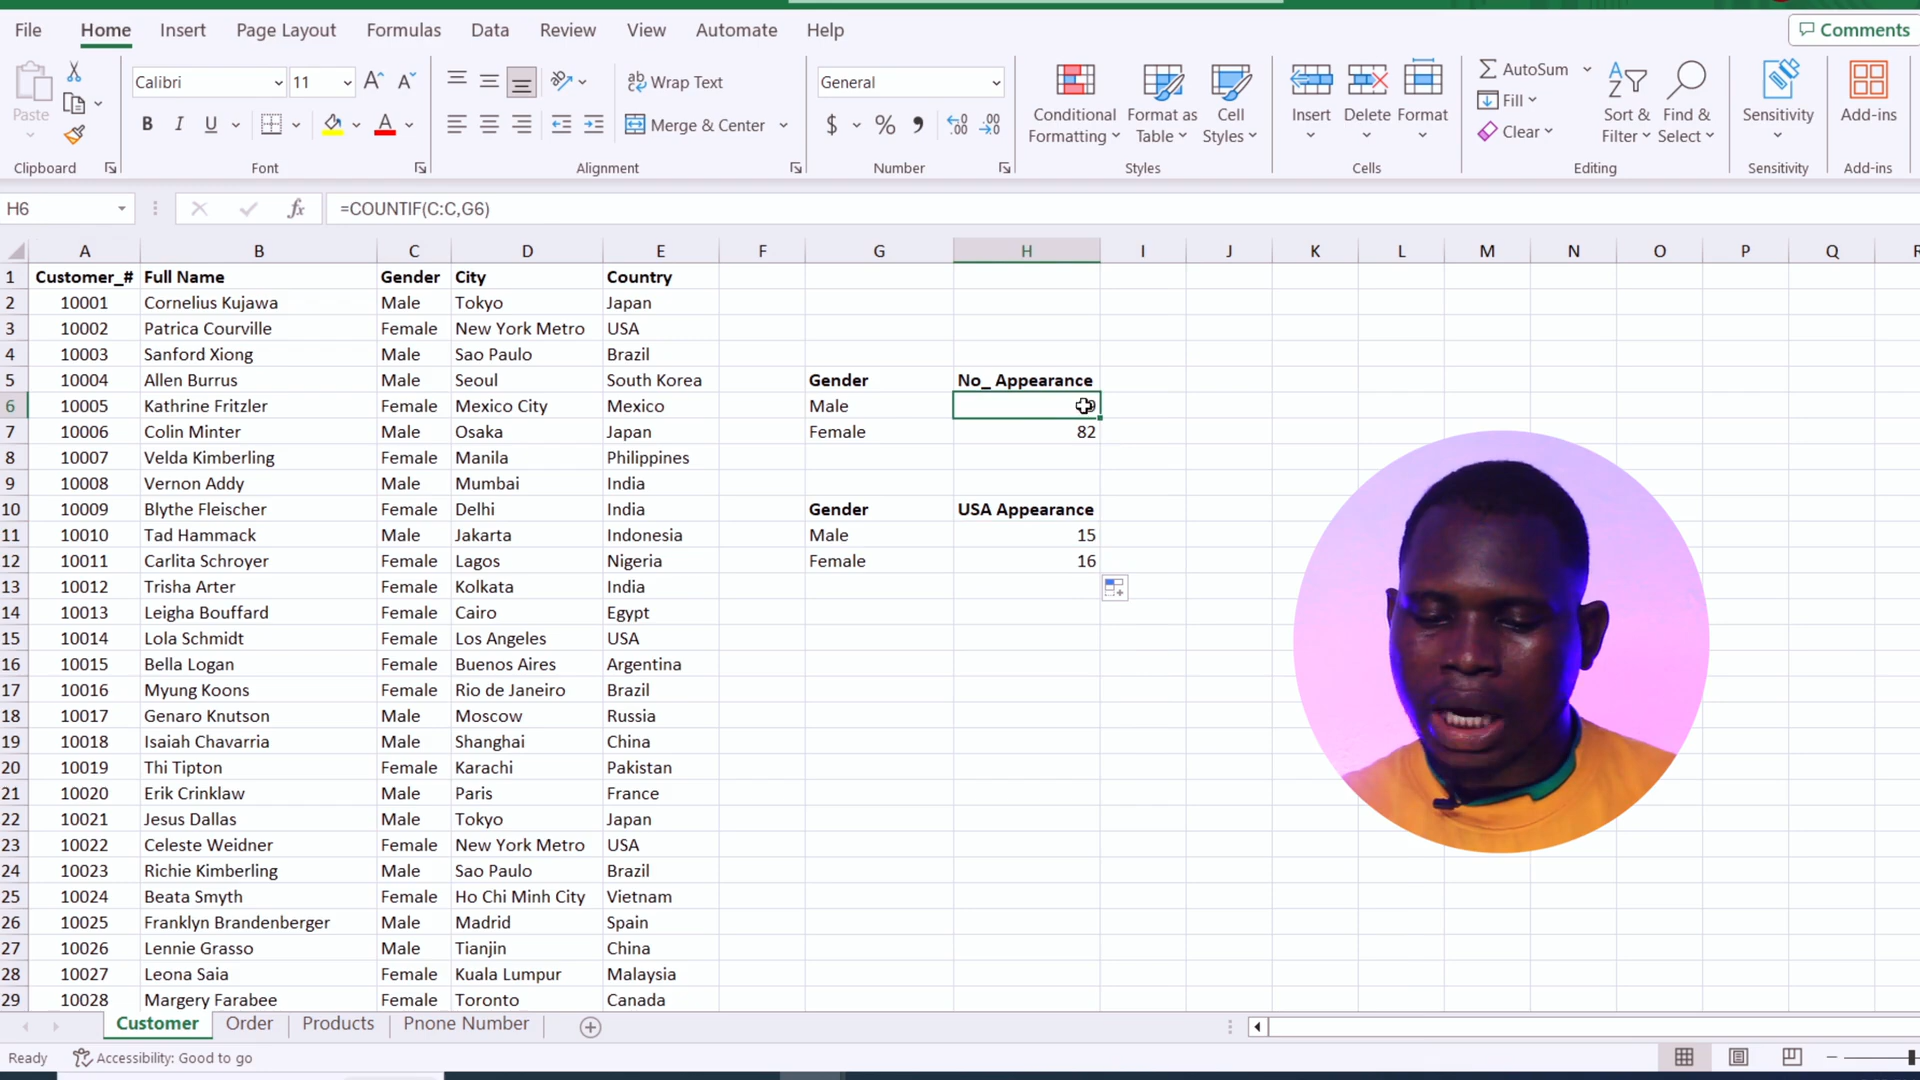 File Home Insert Page Layout Formulas Data Review View Automate Help Comments
Paste
Calibri 11
A A
ab Wrap Text
General
AutoSum
Fill
Clear
B I U A
Merge & Center
$ % ,
Conditional Formatting
Format as Table
Cell Styles
Insert Delete Format
Sort & Filter
Find & Select
Sensitivity
Add-ins
Clipboard Font Alignment Number Styles Cells Editing Sensitivity Add-ins
H6 fx =COUNTIF(C:C,G6)
A B C D E F G H I J K L M N O P Q R
1 Customer_# Full Name Gender City Country
2 10001 Cornelius Kujawa Male Tokyo Japan
3 10002 Patrica Courville Female New York Metro USA
4 10003 Sanford Xiong Male Sao Paulo Brazil
5 10004 Allen Burrus Male Seoul South Korea Gender No_ Appearance
6 10005 Kathrine Fritzler Female Mexico City Mexico Male
7 10006 Colin Minter Male Osaka Japan Female 82
8 10007 Velda Kimberling Female Manila Philippines
9 10008 Vernon Addy Male Mumbai India
10 10009 Blythe Fleischer Female Delhi India Gender USA Appearance
11 10010 Tad Hammack Male Jakarta Indonesia Male 15
12 10011 Carlita Schroyer Female Lagos Nigeria Female 16
13 10012 Trisha Arter Female Kolkata India
14 10013 Leigha Bouffard Female Cairo Egypt
15 10014 Lola Schmidt Female Los Angeles USA
16 10015 Bella Logan Female Buenos Aires Argentina
17 10016 Myung Koons Female Rio de Janeiro Brazil
18 10017 Genaro Knutson Male Moscow Russia
19 10018 Isaiah Chavarria Male Shanghai China
20 10019 Thi Tipton Female Karachi Pakistan
21 10020 Erik Crinklaw Male Paris France
22 10021 Jesus Dallas Male Tokyo Japan
23 10022 Celeste Weidner Female New York Metro USA
24 10023 Richie Kimberling Male Sao Paulo Brazil
25 10024 Beata Smyth Female Ho Chi Minh City Vietnam
26 10025 Franklyn Brandenberger Male Madrid Spain
27 10026 Lennie Grasso Male Tianjin China
28 10027 Leona Saia Female Kuala Lumpur Malaysia
29 10028 Margery Farabee Female Toronto Canada
Customer Order Products Pnone Number
Ready Accessibility: Good to go